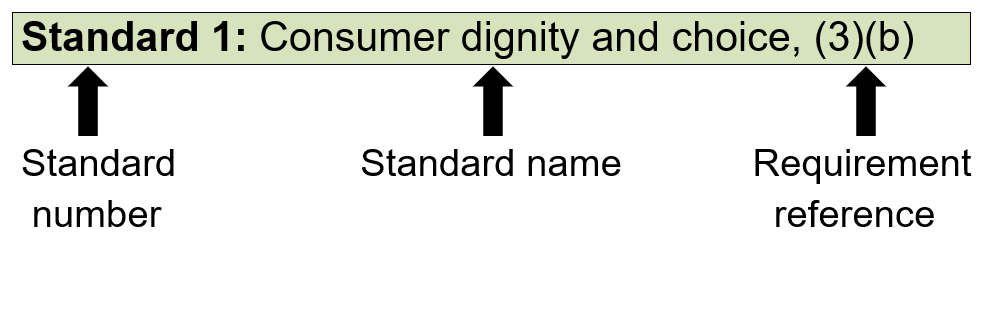 Standard 1: Consumer dignity and choice, (3)(b)
Standard number
Standard name
Requirement reference